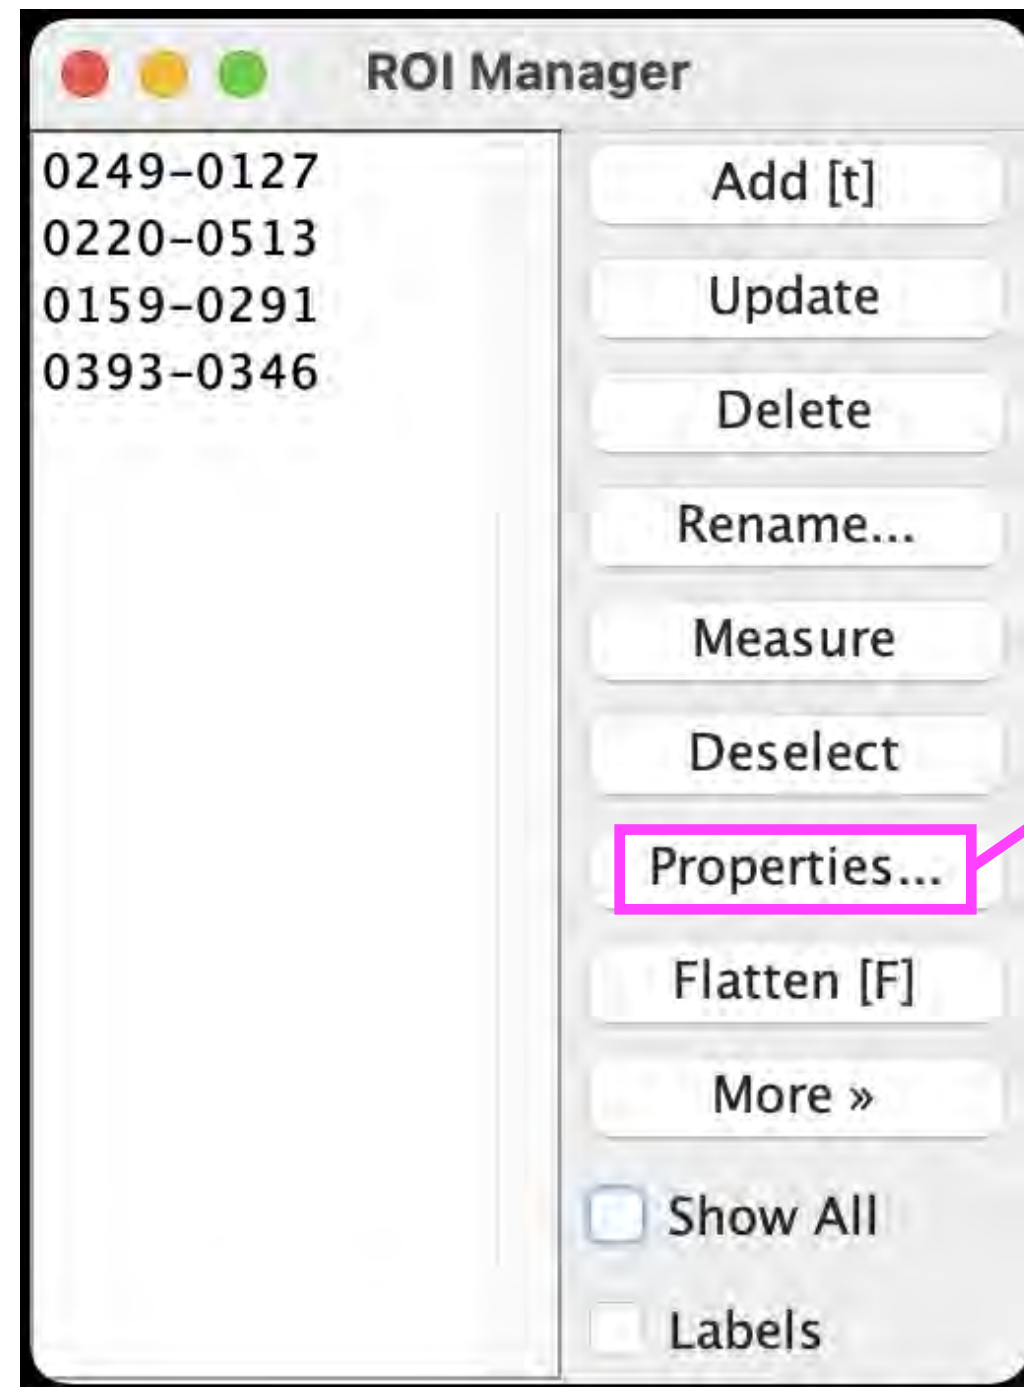 ROI Manager
0249-0127
0220-0513
0159-0291
0393-0346
Add [t]
Update
Delete
Rename...
Measure
Deselect
Properties...
Flatten [F]
More »
Show All
Labels